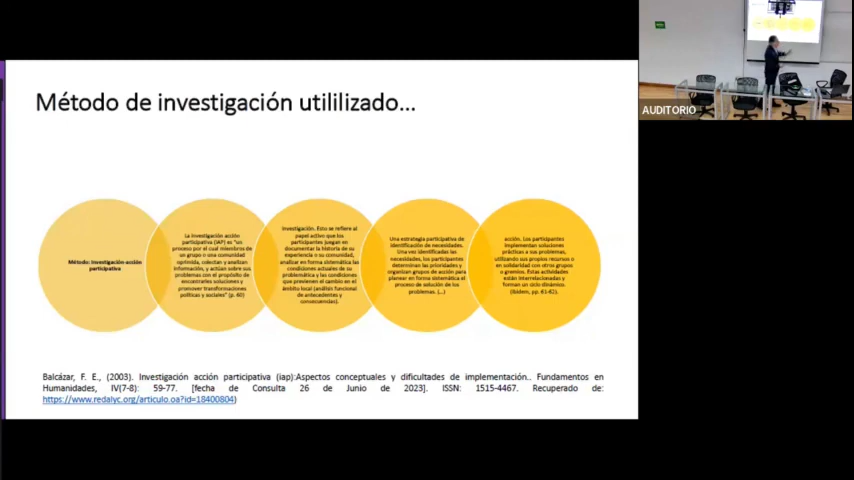 Método de investigación utililizado...
Método: Investigación acción
participativa
La investigación acción
participativa (IAP) es "un
proceso por el cual miembros de
un grupo o una comunidad
oprimida, colectan y analizan
información, y actúan sobre sus
problemas con el propósito de
encontrarles soluciones y
promover transformaciones
políticas y sociales" (p. 60)
Investigación. Esto se refiere al
papel activo que los
participantes juegan en
documentar la historia de su
experiencia o su comunidad,
analizar en forma sistemática las
condiciones actuales de su
problemática y las condiciones
que previenen el cambio en el
ámbito local (análisis funcional
de antecedentes y
consecuencias).
Una estrategia participativa de
identificación de necesidades.
Una vez identificadas las
necesidades, los participantes
determinan las prioridades y
organizan grupos de acción para
planear en forma sistemática el
proceso de solución de los
problemas. (...)
acción. Los participantes
implementan soluciones
prácticas a sus problemas,
utilizando sus propios recursos o
en solidaridad con otros grupos
o gremios. Estas actividades
están interrelacionadas y
forman un ciclo dinámico.
(Ibidem, pp. 61-62).
Balcázar, F. E., (2003). Investigación acción participativa (iap):Aspectos conceptuales y dificultades de implementación.. Fundamentos en
Humanidades, IV(7-8): 59-77. [fecha de Consulta 26 de Junio de 2023]. ISSN: 1515-4467. Recuperado de:
https://www.redalyc.org/articulo.oa?id=18400804)
AUDITORIO